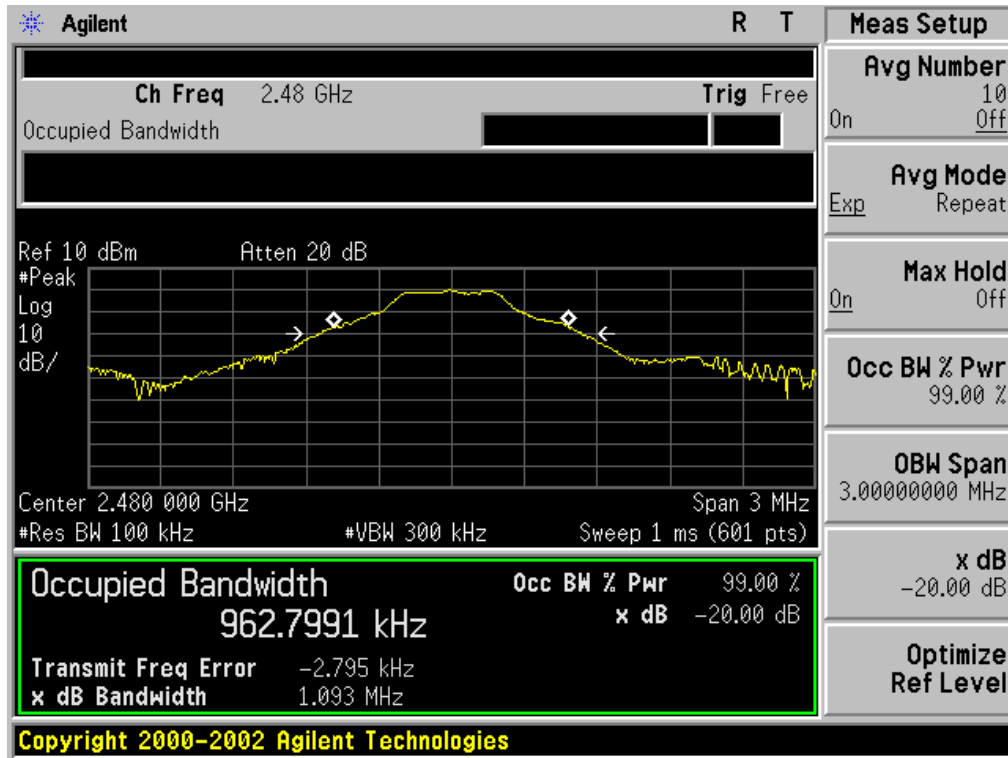 Agilent R T
Ch Freq 2.48 GHz Trig Free
Occupied Bandwidth
Ref 10 dBm Atten 20 dB
#Peak
Log
10
dB/
Center 2.480 000 GHz Span 3 MHz
#Res BW 100 kHz #VBW 300 kHz Sweep 1 ms (601 pts)
Occupied Bandwidth
962.7991 kHz
Occ BW % Pwr 99.00 %
x dB -20.00 dB
Transmit Freq Error -2.795 kHz
x dB Bandwidth 1.093 MHz
Copyright 2000-2002 Agilent Technologies
Meas Setup
Avg Number
10
On Off
Avg Mode
Exp Repeat
Max Hold
On Off
Occ BW % Pwr
99.00 %
OBW Span
3.00000000 MHz
x dB
-20.00 dB
Optimize
Ref Level